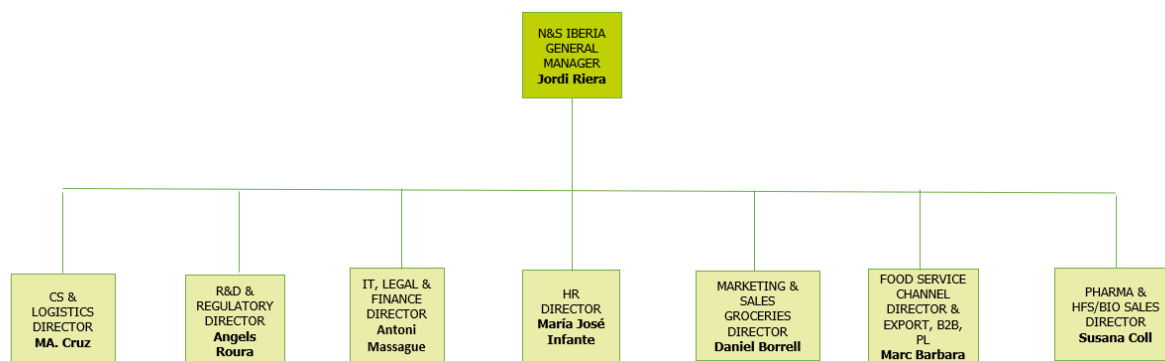 N&S IBERIA
GENERAL
MANAGER
Jordi Riera
CS &
LOGISTICS
DIRECTOR
MA. Cruz
R&D &
REGULATORY
DIRECTOR
Angels
Roura
IT, LEGAL &
FINANCE
DIRECTOR
Antoni
Massague
HR
DIRECTOR
María José
Infante
MARKETING &
SALES
GROCERIES
DIRECTOR
Daniel Borrell
FOOD SERVICE
CHANNEL
DIRECTOR &
EXPORT, B2B,
PL
Marc Barbara
PHARMA &
HFS/BIO SALES
DIRECTOR
Susana Coll